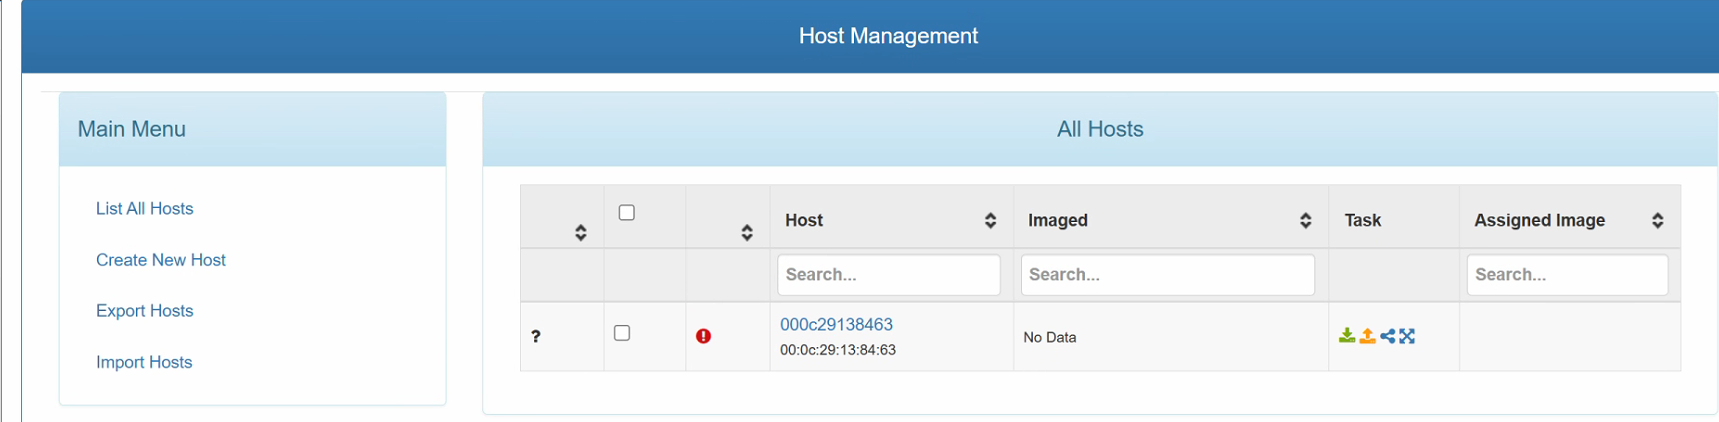 Host Management
Main Menu
List All Hosts
Create New Host
Export Hosts
Import Hosts
All Hosts
Host Imaged Task Assigned Image
Search... Search... Search...
? 000c29138463 No Data
00:0c:29:13:84:63